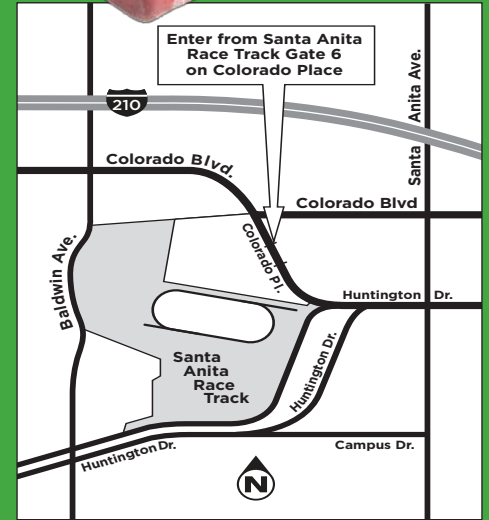 Enter from Santa Anita
Race Track Gate 6
on Colorado Place
Santa Anita Ave.
210
Colorado Blvd.
Colorado Blvd
Colorado Pl.
Baldwin Ave.
Huntington Dr.
Santa
Anita
Race
Track
Huntington Dr.
Huntington Dr.
Campus Dr.
N